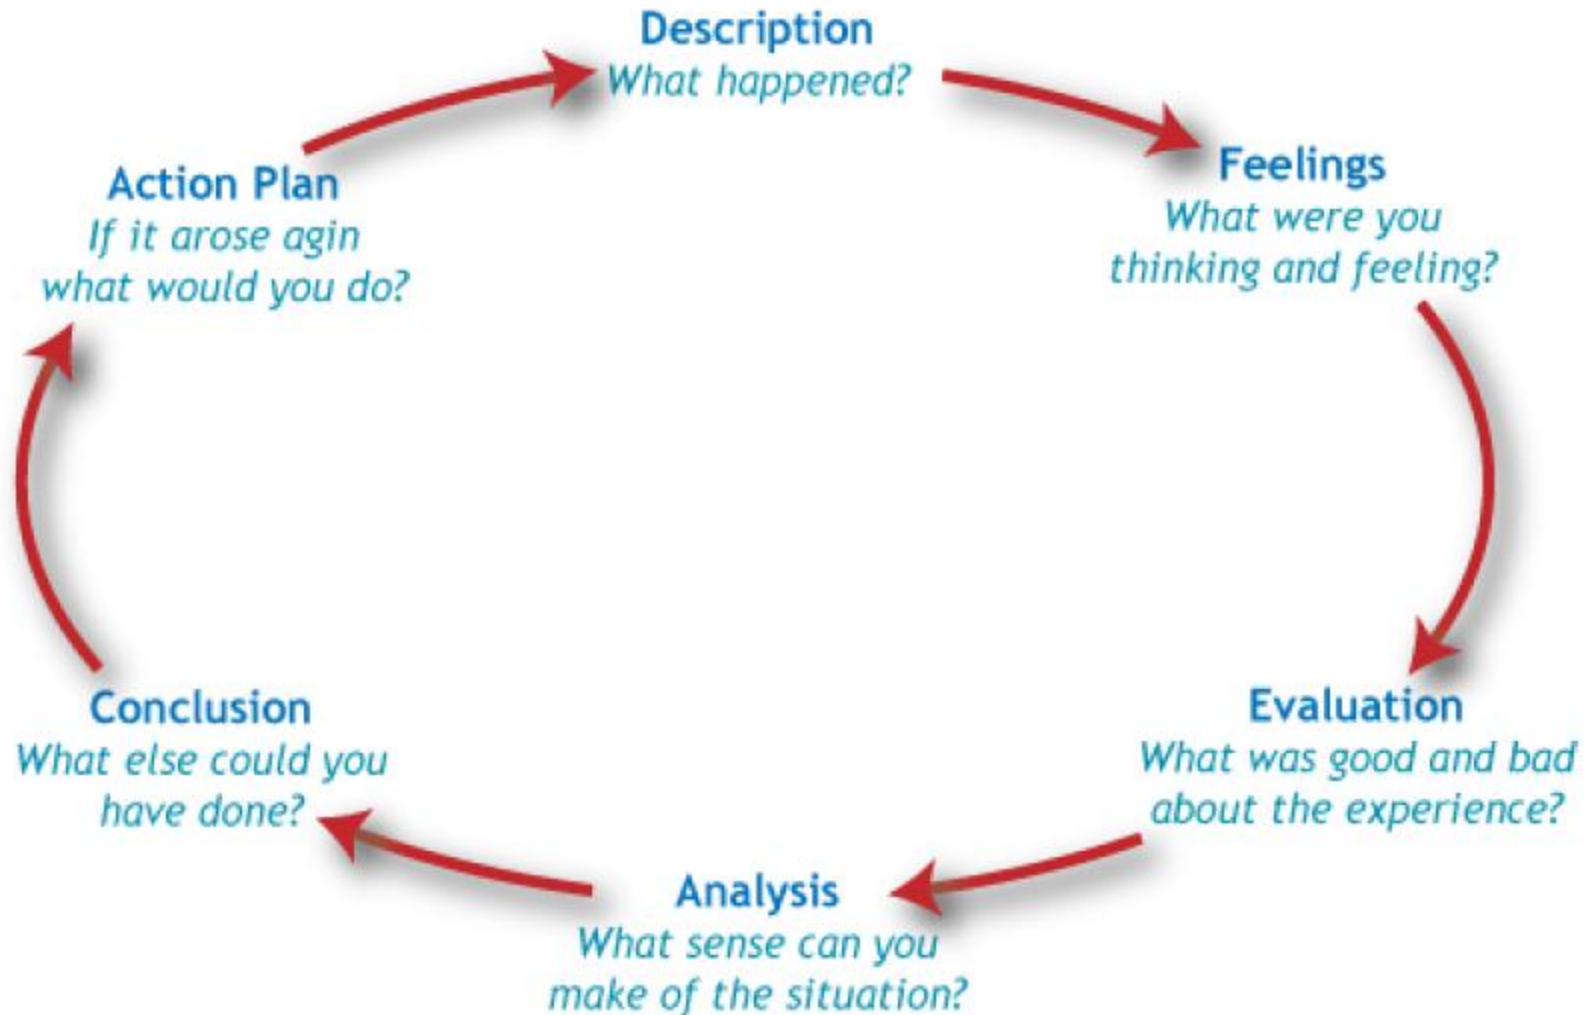 Description
What happened?
Feelings
What were you
thinking and feeling?
Evaluation
What was good and bad
about the experience?
Analysis
What sense can you
make of the situation?
Conclusion
What else could you
have done?
Action Plan
If it arose agin
what would you do?